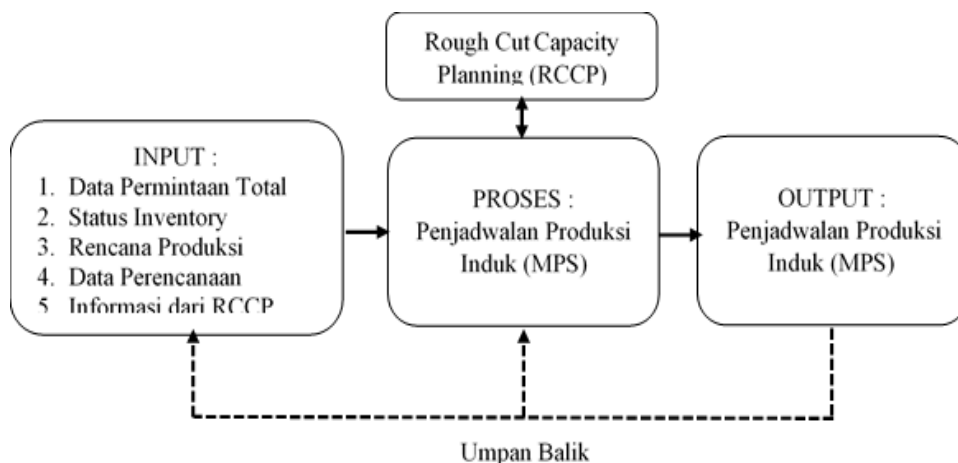 Rough Cut Capacity
Planning (RCCP)
INPUT :
1. Data Permintaan Total
2. Status Inventory
3. Rencana Produksi
4. Data Perencanaan
5. Informasi dari RCCP
PROSES :
Penjadwalan Produksi
Induk (MPS)
OUTPUT :
Penjadwalan Produksi
Induk (MPS)
Umpan Balik